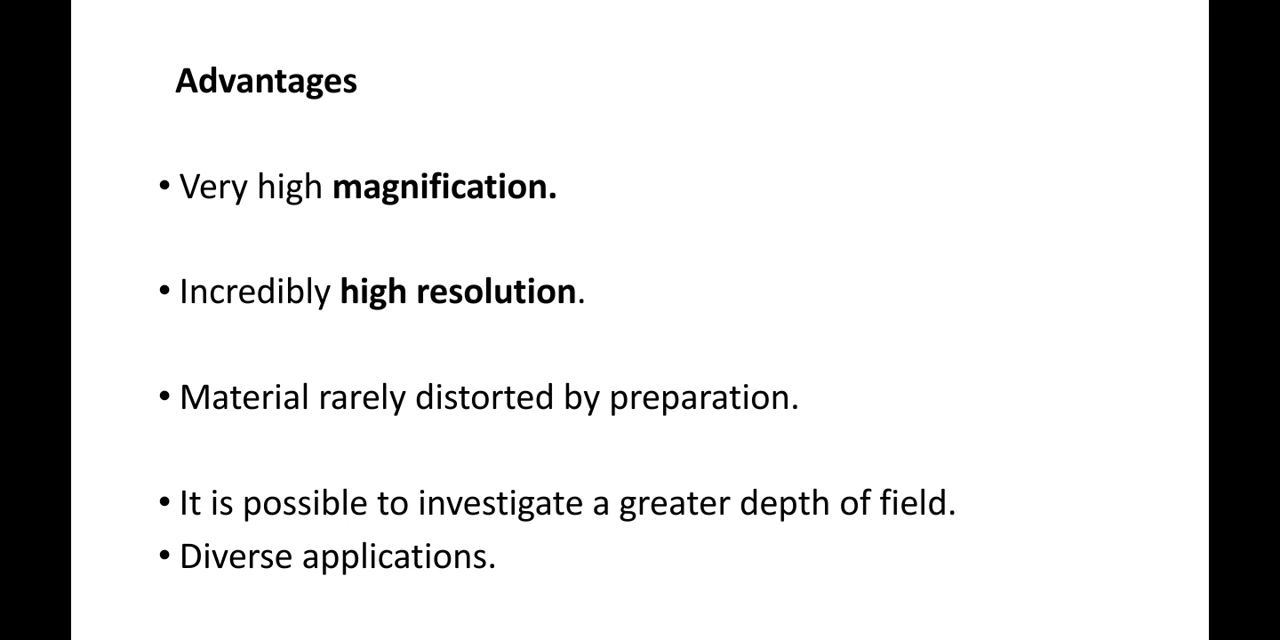 Advantages
• Very high magnification.
• Incredibly high resolution.
• Material rarely distorted by preparation.
• It is possible to investigate a greater depth of field.
• Diverse applications.